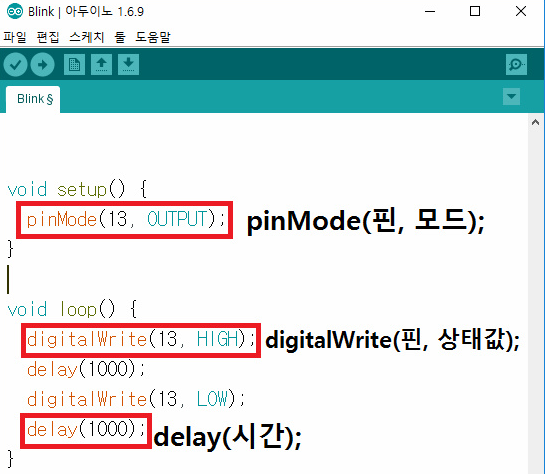 Blink | 아두이노 1.6.9
파일 편집 스케치 툴 도움말
Blink §
void setup() {
pinMode(13, OUTPUT); pinMode(핀, 모드);
}
void loop() {
digitalWrite(13, HIGH); digitalWrite(핀, 상태값);
delay(1000);
digitalWrite(13, LOW);
delay(1000); delay(시간);
}